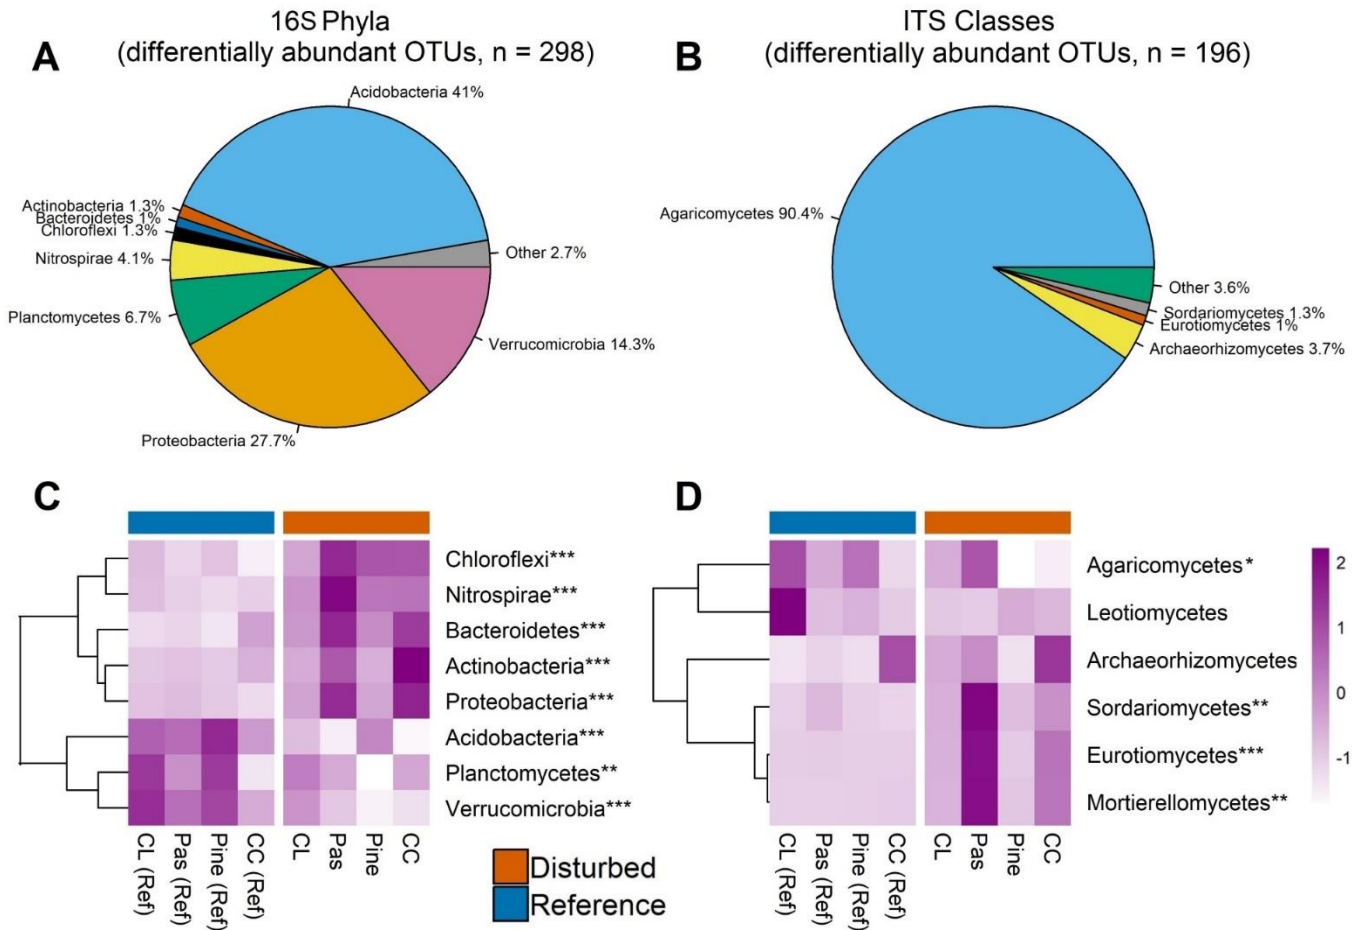 A
16S Phyla
(differentially abundant OTUs, n = 298)
Acidobacteria 41%
Actinobacteria 1.3%
Bacteroidetes 1%
Chloroflexi 1.3%
Nitrospirae 4.1%
Planctomycetes 6.7%
Proteobacteria 27.7%
Other 2.7%
Verrucomicrobia 14.3%
B
ITS Classes
(differentially abundant OTUs, n = 196)
Agaricomycetes 90.4%
Other 3.6%
Sordariomycetes 1.3%
Eurotiomycetes 1%
Archaeorhizomycetes 3.7%
C
Chloroflexi***
Nitrospirae***
Bacteroidetes***
Actinobacteria***
Proteobacteria***
Acidobacteria***
Planctomycetes**
Verrucomicrobia***
CL (Ref)
Pas (Ref)
Pine (Ref)
CC (Ref)
CL
Pas
Pine
CC
Disturbed
Reference
D
Agaricomycetes*
Leotiomycetes
Archaeorhizomycetes
Sordariomycetes**
Eurotiomycetes***
Mortierellomycetes**
CL (Ref)
Pas (Ref)
Pine (Ref)
CC (Ref)
CL
Pas
Pine
CC
2
1
0
-1